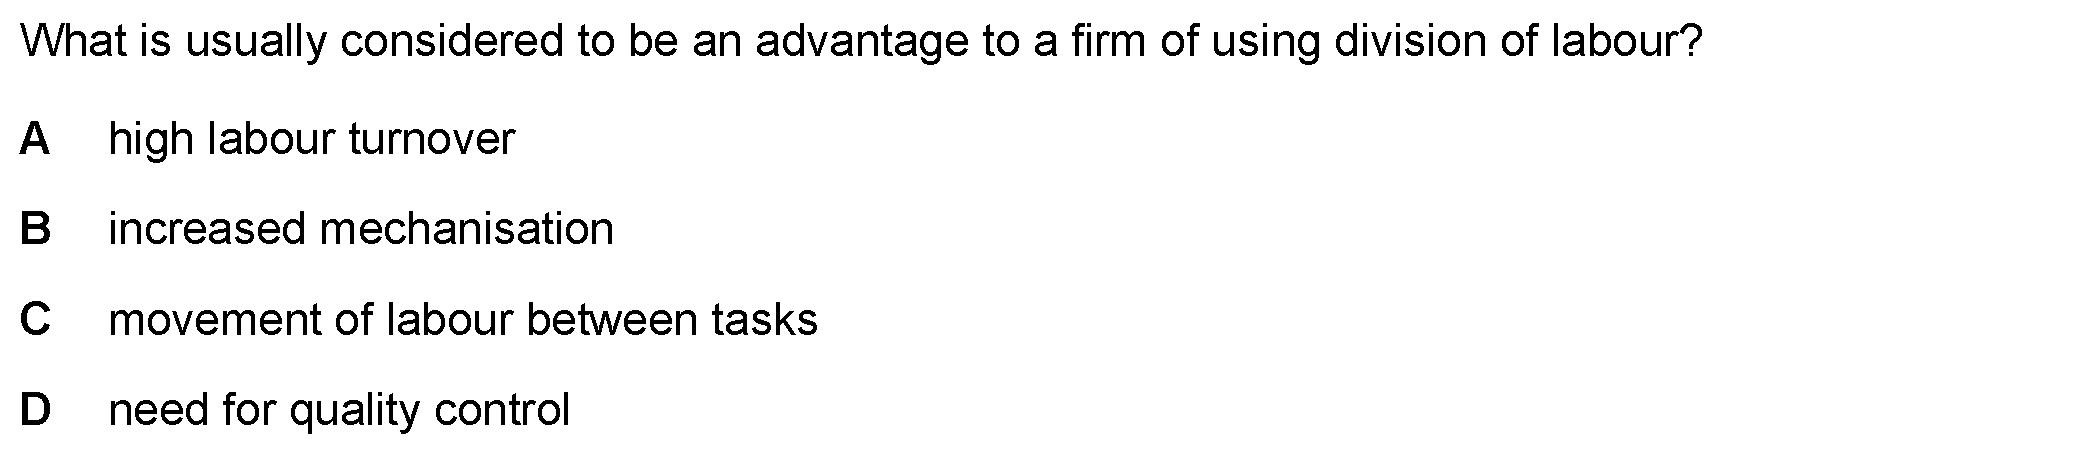 What is usually considered to be an advantage to a firm of using division of labour?
A high labour turnover
B increased mechanisation
C movement of labour between tasks
D need for quality control